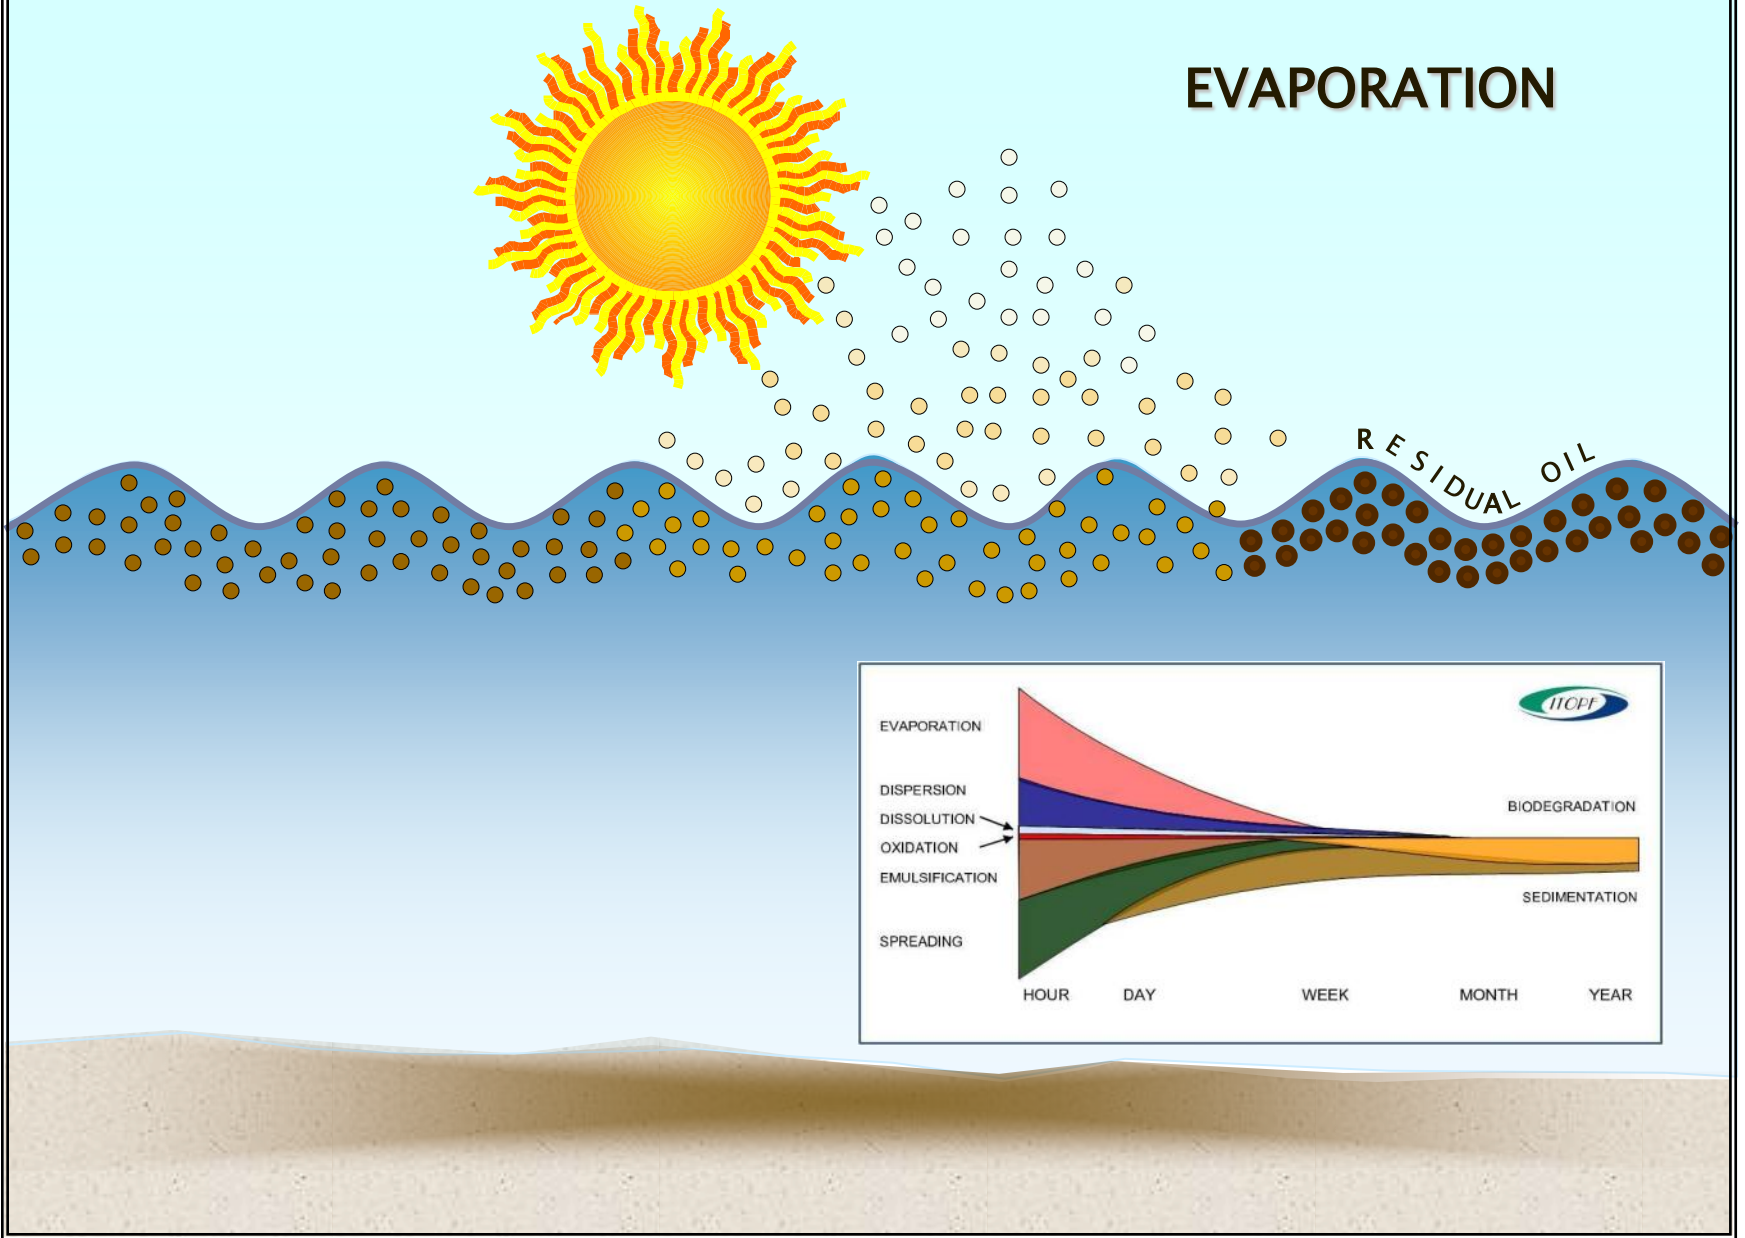 EVAPORATION
RESIDUAL OIL
ITOPF
EVAPORATION
DISPERSION
DISSOLUTION
OXIDATION
EMULSIFICATION
SPREADING
BIODEGRADATION
SEDIMENTATION
HOUR DAY WEEK MONTH YEAR